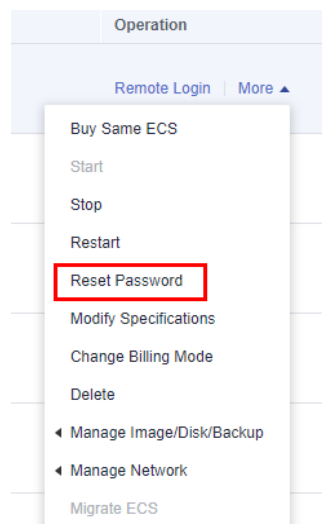 Operation
Remote Login | More
Buy Same ECS
Start
Stop
Restart
Reset Password
Modify Specifications
Change Billing Mode
Delete
Manage Image/Disk/Backup
Manage Network
Migrate ECS